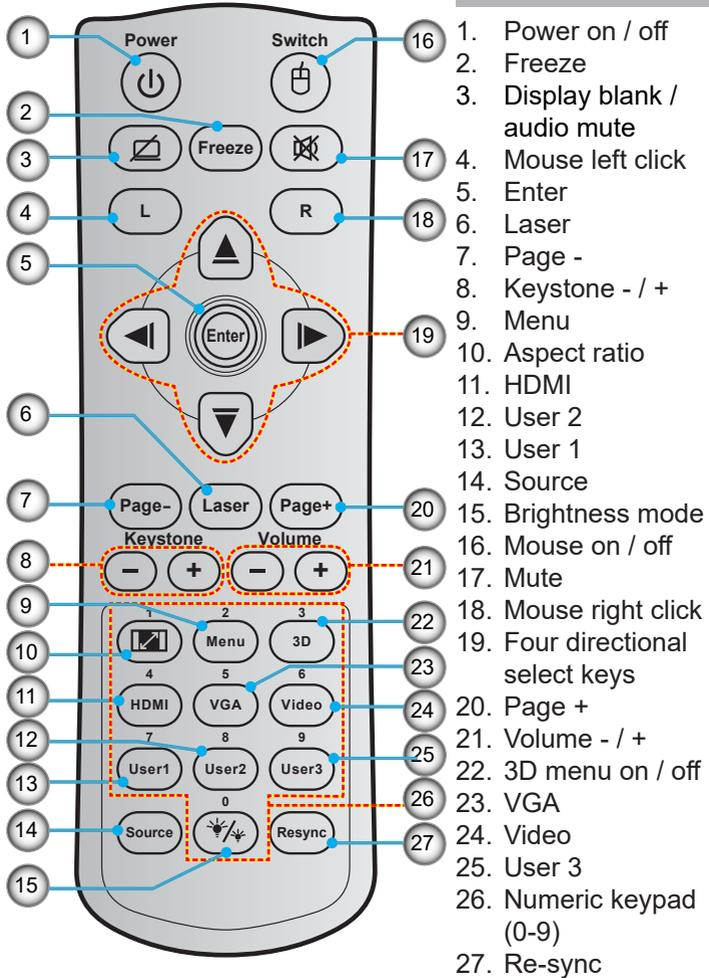 Power
Switch
Freeze
L
R
Enter
Page-
Laser
Page+
Keystone
Volume
- + - +
1 2 3
Menu
3D
4 5 6
HDMI
VGA
Video
7 8 9
User1
User2
User3
0
Source
Resync
1
2
3
4
5
6
7
8
9
10
11
12
13
14
15
16
17
18
19
20
21
22
23
24
25
26
27
1. Power on / off
2. Freeze
3. Display blank /
audio mute
4. Mouse left click
5. Enter
6. Laser
7. Page -
8. Keystone - / +
9. Menu
10. Aspect ratio
11. HDMI
12. User 2
13. User 1
14. Source
15. Brightness mode
16. Mouse on / off
17. Mute
18. Mouse right click
19. Four directional
select keys
20. Page +
21. Volume - / +
22. 3D menu on / off
23. VGA
24. Video
25. User 3
26. Numeric keypad
(0-9)
27. Re-sync